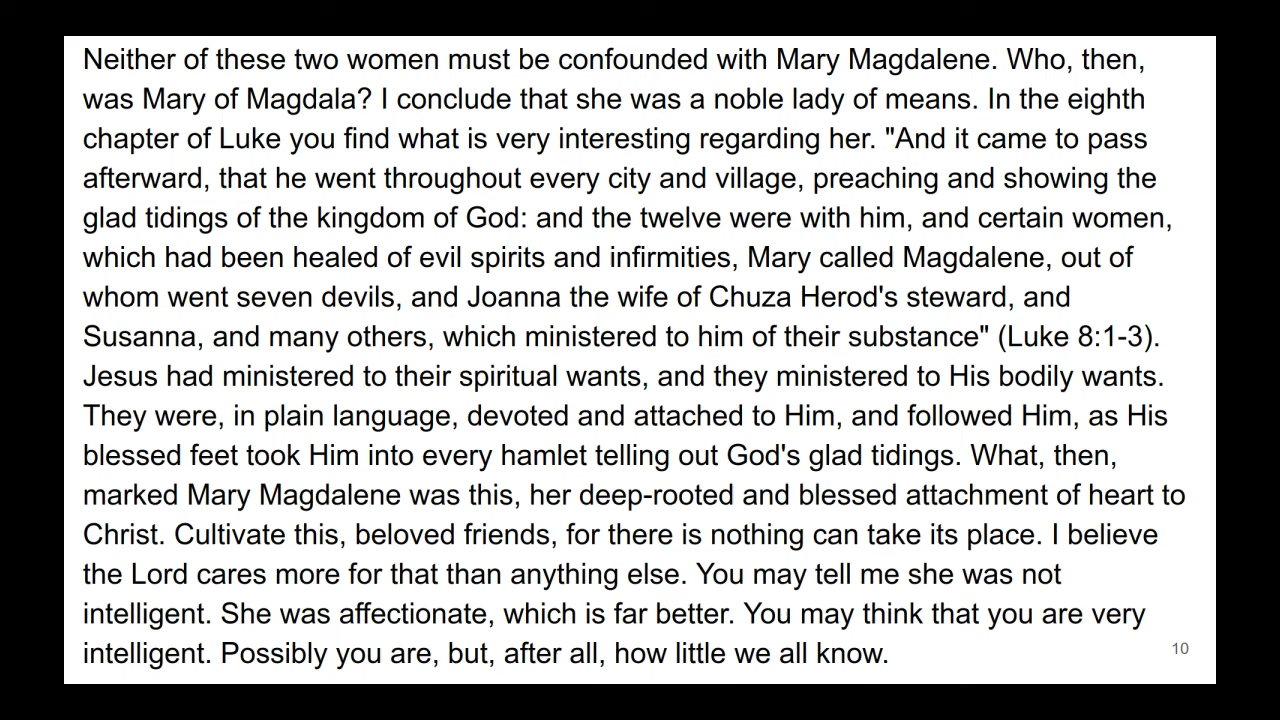 Neither of these two women must be confounded with Mary Magdalene. Who, then,
was Mary of Magdala? I conclude that she was a noble lady of means. In the eighth
chapter of Luke you find what is very interesting regarding her. "And it came to pass
afterward, that he went throughout every city and village, preaching and showing the
glad tidings of the kingdom of God: and the twelve were with him, and certain women,
which had been healed of evil spirits and infirmities, Mary called Magdalene, out of
whom went seven devils, and Joanna the wife of Chuza Herod's steward, and
Susanna, and many others, which ministered to him of their substance" (Luke 8:1-3).
Jesus had ministered to their spiritual wants, and they ministered to His bodily wants.
They were, in plain language, devoted and attached to Him, and followed Him, as His
blessed feet took Him into every hamlet telling out God's glad tidings. What, then,
marked Mary Magdalene was this, her deep-rooted and blessed attachment of heart to
Christ. Cultivate this, beloved friends, for there is nothing can take its place. I believe
the Lord cares more for that than anything else. You may tell me she was not
intelligent. She was affectionate, which is far better. You may think that you are very
intelligent. Possibly you are, but, after all, how little we all know.
10